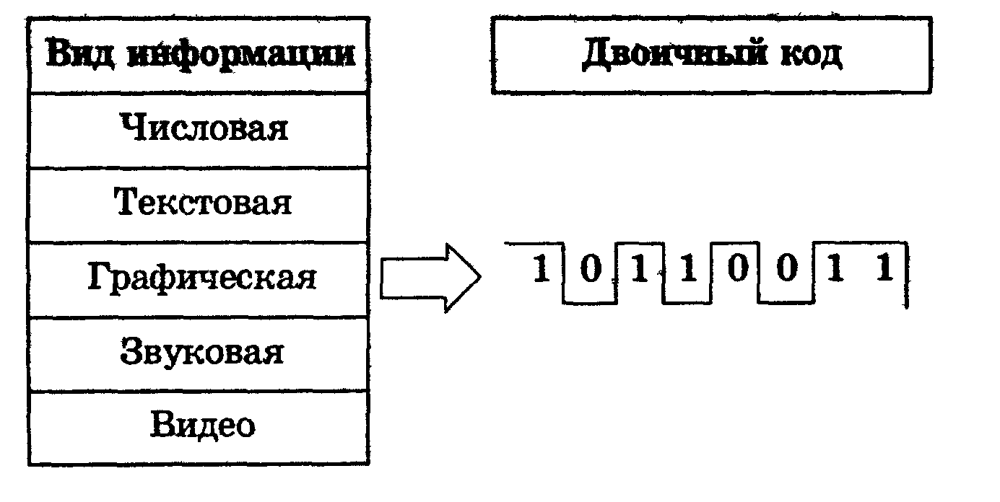 Вид информации
Числовая
Текстовая
Графическая
Звуковая
Видео
Двоичный код
1 0 1 1 0 0 1 1